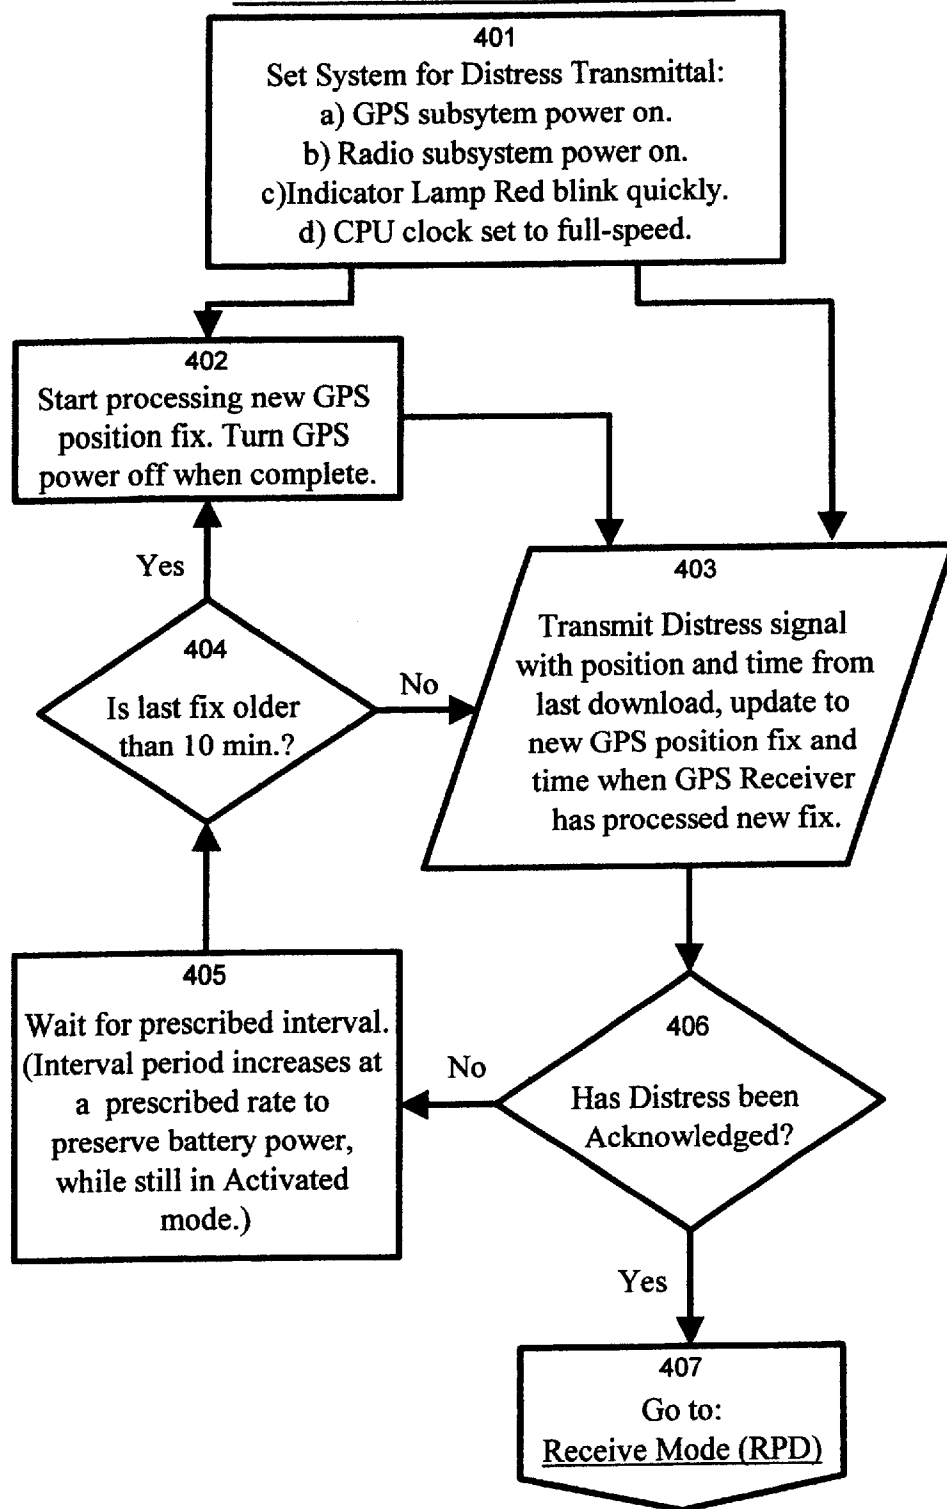 401
Set System for Distress Transmittal:
a) GPS subsytem power on.
b) Radio subsystem power on.
c)Indicator Lamp Red blink quickly.
d) CPU clock set to full-speed.
402
Start processing new GPS
position fix. Turn GPS
power off when complete.
Yes
403
Transmit Distress signal
with position and time from
last download, update to
new GPS position fix and
time when GPS Receiver
has processed new fix.
404
Is last fix older
than 10 min.?
No
405
Wait for prescribed interval.
(Interval period increases at
a prescribed rate to
preserve battery power,
while still in Activated
mode.)
No
406
Has Distress been
Acknowledged?
Yes
407
Go to:
Receive Mode (RPD)